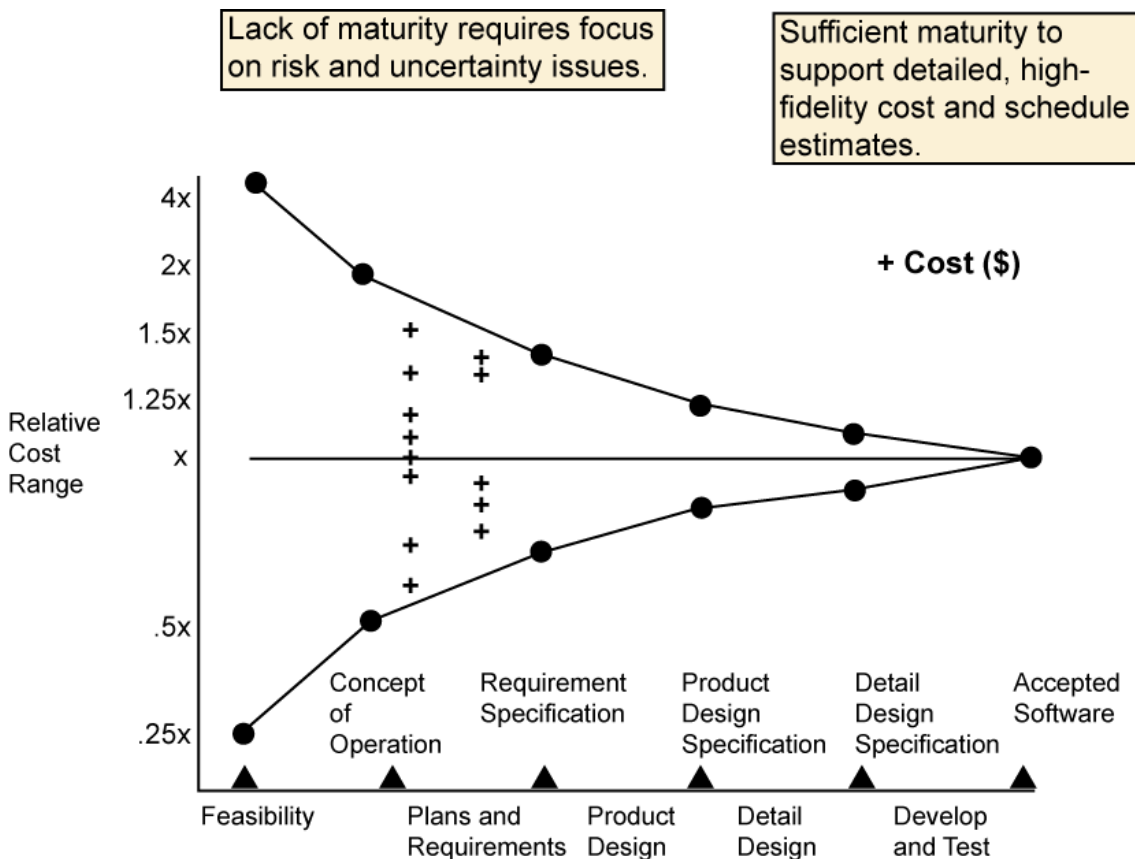 Lack of maturity requires focus
on risk and uncertainty issues.
Sufficient maturity to
support detailed, high-
fidelity cost and schedule
estimates.
+ Cost ($)
4x
2x
1.5x
1.25x
x
.5x
.25x
Relative
Cost
Range
Concept
of
Operation
Requirement
Specification
Product
Design
Specification
Detail
Design
Specification
Accepted
Software
Feasibility
Plans and
Requirements
Product
Design
Detail
Design
Develop
and Test